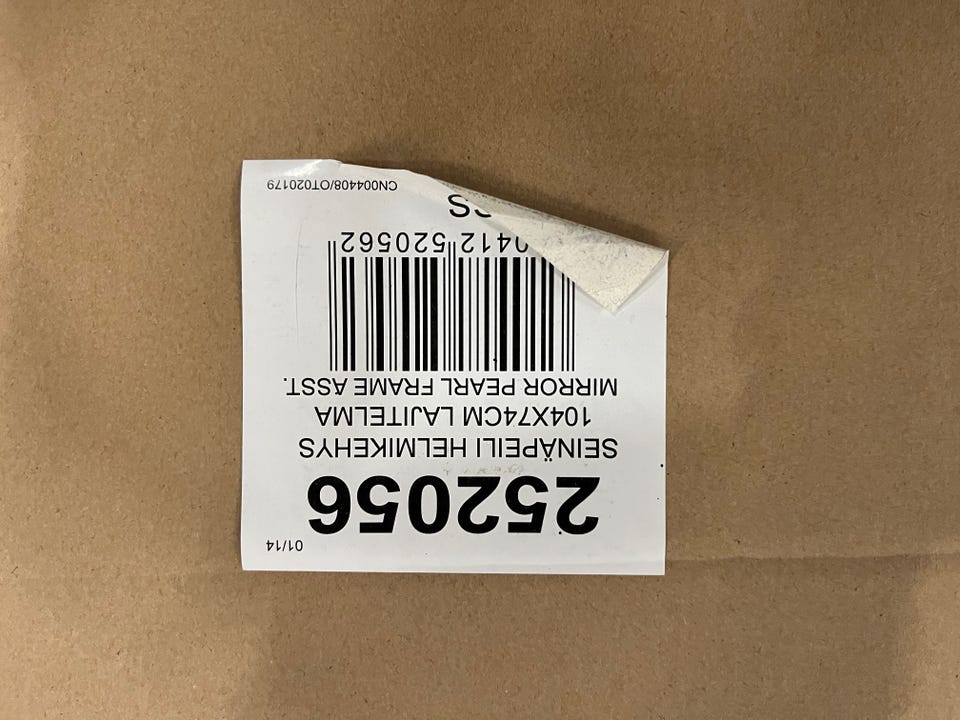 01/14
252056
SEINÄPEILI HELMIKEHYS
104X74CM LAJITELMA
MIRROR PEARL FRAME ASST.
0412 520562
CN004408/OT020179